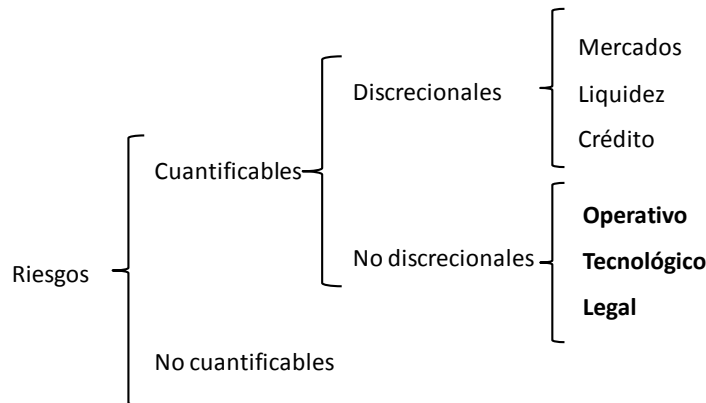 Riesgos
Cuantificables
Discrecionales
Mercados
Liquidez
Crédito
No discrecionales
Operativo
Tecnológico
Legal
No cuantificables